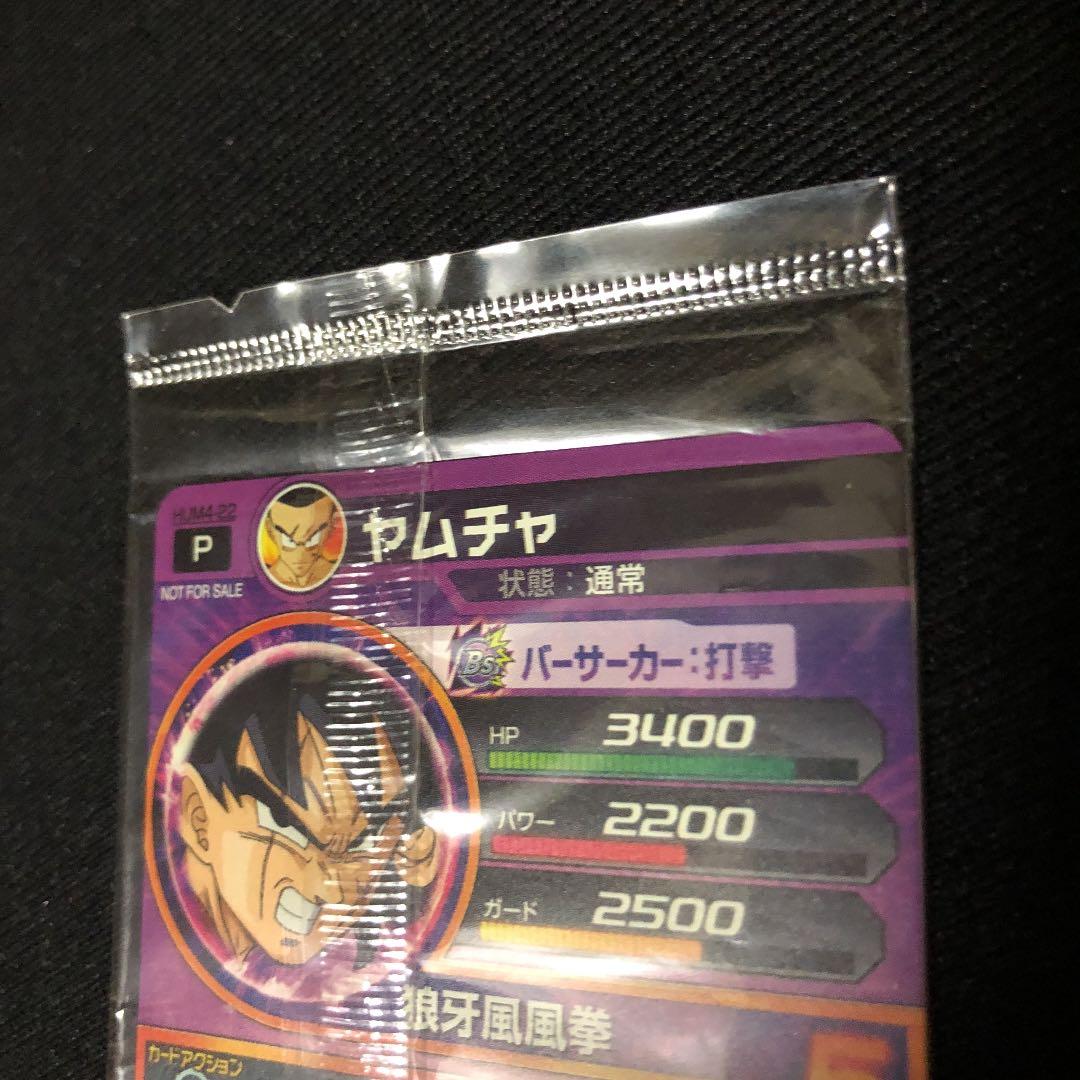 HUM4-22
P
NOT FOR SALE
ヤムチャ
状態：通常
Bs
バーサーカー：打撃
HP 3400
パワー 2200
ガード 2500
狼牙風風拳
カードアクション